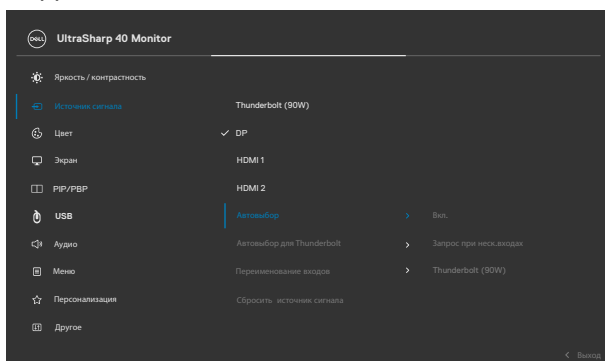 DELL UltraSharp 40 Monitor
Яркость / контрастность
Источник сигнала Thunderbolt (90W)
Цвет DP
Экран HDMI 1
PIP/PBP HDMI 2
USB Автовыбор Вкл.
Аудио Автовыбор для Thunderbolt Запрос при неск.входах
Меню Переименование входов Thunderbolt (90W)
Персонализация Сбросить источник сигнала
Другое
Выход